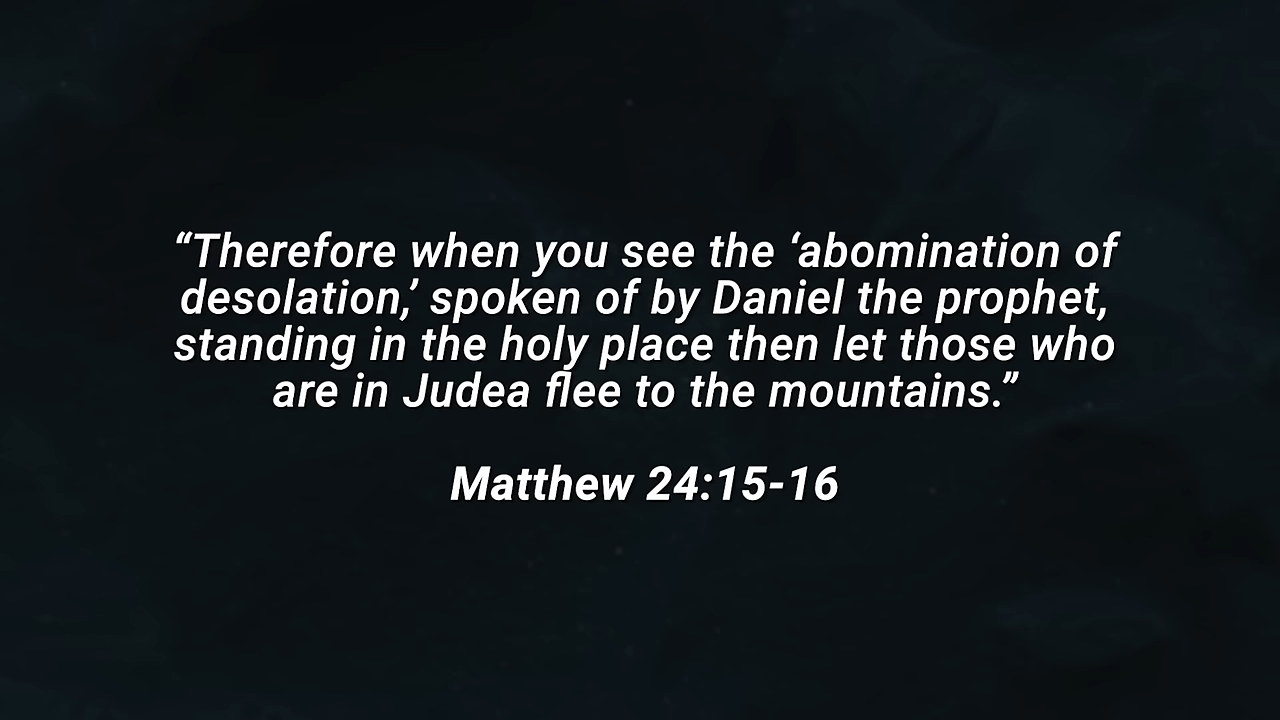 “Therefore when you see the ‘abomination of
desolation,’ spoken of by Daniel the prophet,
standing in the holy place then let those who
are in Judea flee to the mountains.”
Matthew 24:15-16